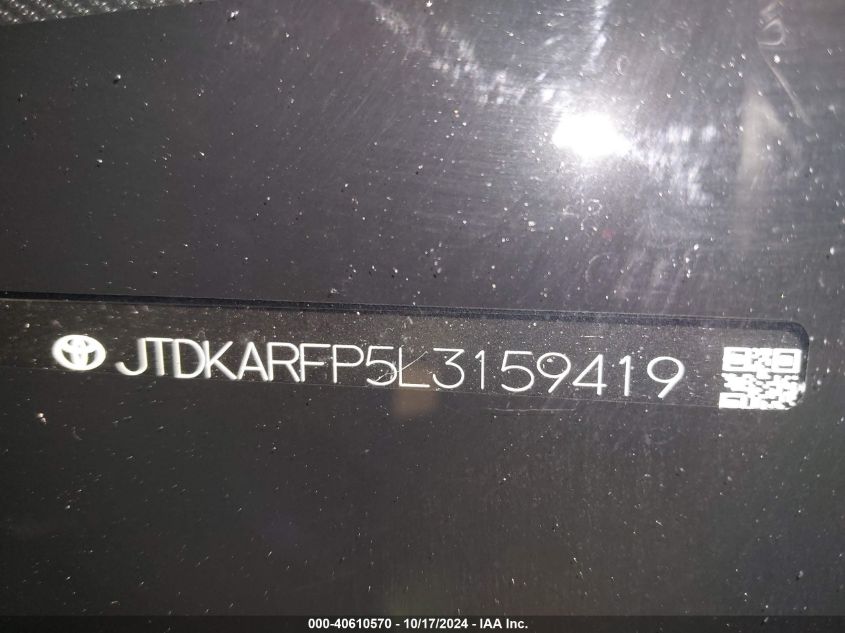 JTDKARFP5L3159419
000-40610570 - 10/17/2024 - IAA Inc.